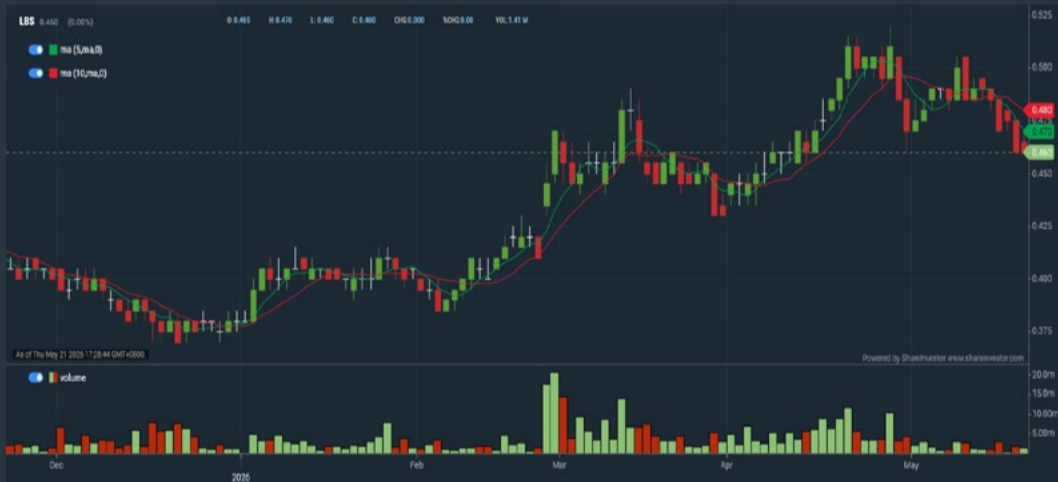 LBS 0.460 (0.00%) O: 0.465 H: 0.470 L: 0.460 C: 0.460 CHG:0.000 %CHG:0.00 VOL:1.41 M
ma (5,ma,0)
ma (10,ma,0)
0.525
0.500
0.480
0.475
0.470
0.460
0.450
0.425
0.400
0.375
As of Thu May 21 2026 17:28:44 GMT+0800
Powered by ShareInvestor www.shareinvestor.com
volume
20.0m
15.0m
10.00m
5.00m
Dec Feb Mar Apr May
2026